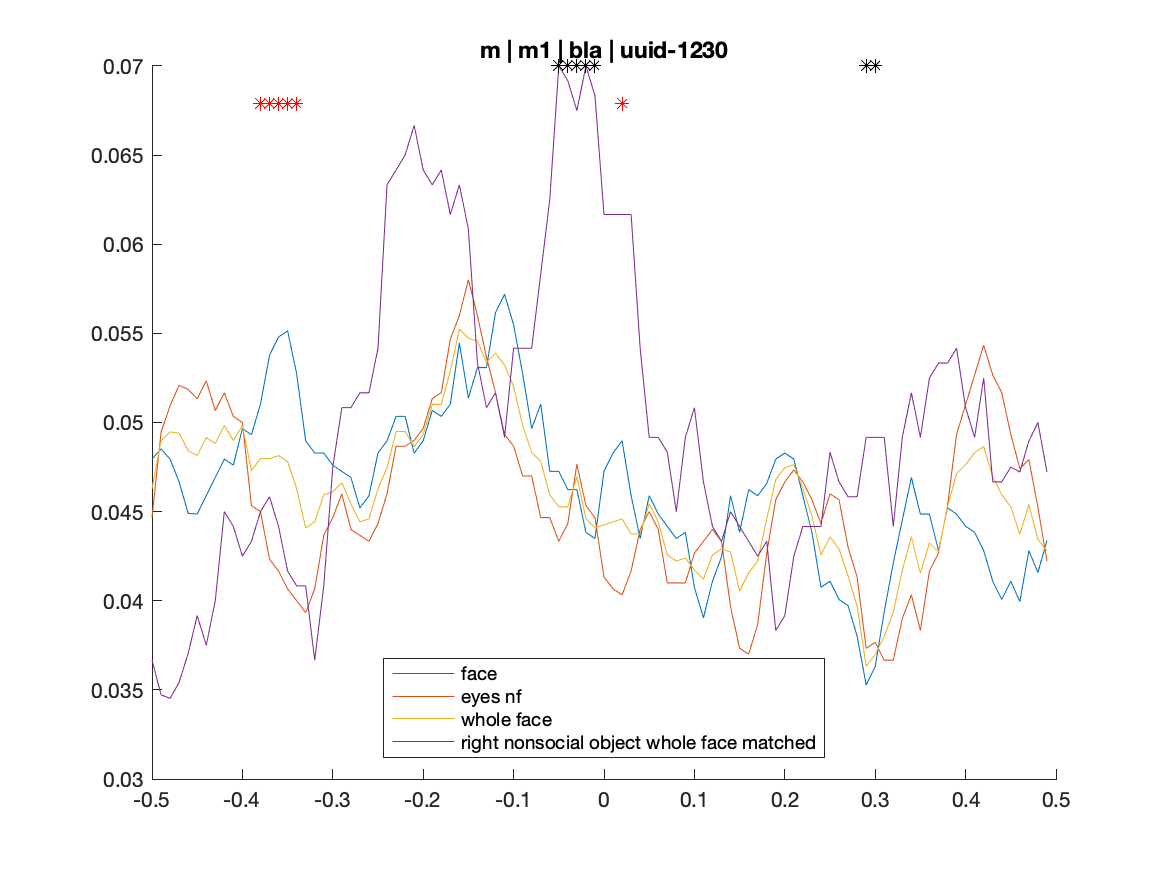 m | m1 | bla | uuid-1230
0.07
0.065
0.06
0.055
0.05
0.045
0.04
0.035
0.03
face
eyes nf
whole face
right nonsocial object whole face matched
-0.5 -0.4 -0.3 -0.2 -0.1 0 0.1 0.2 0.3 0.4 0.5